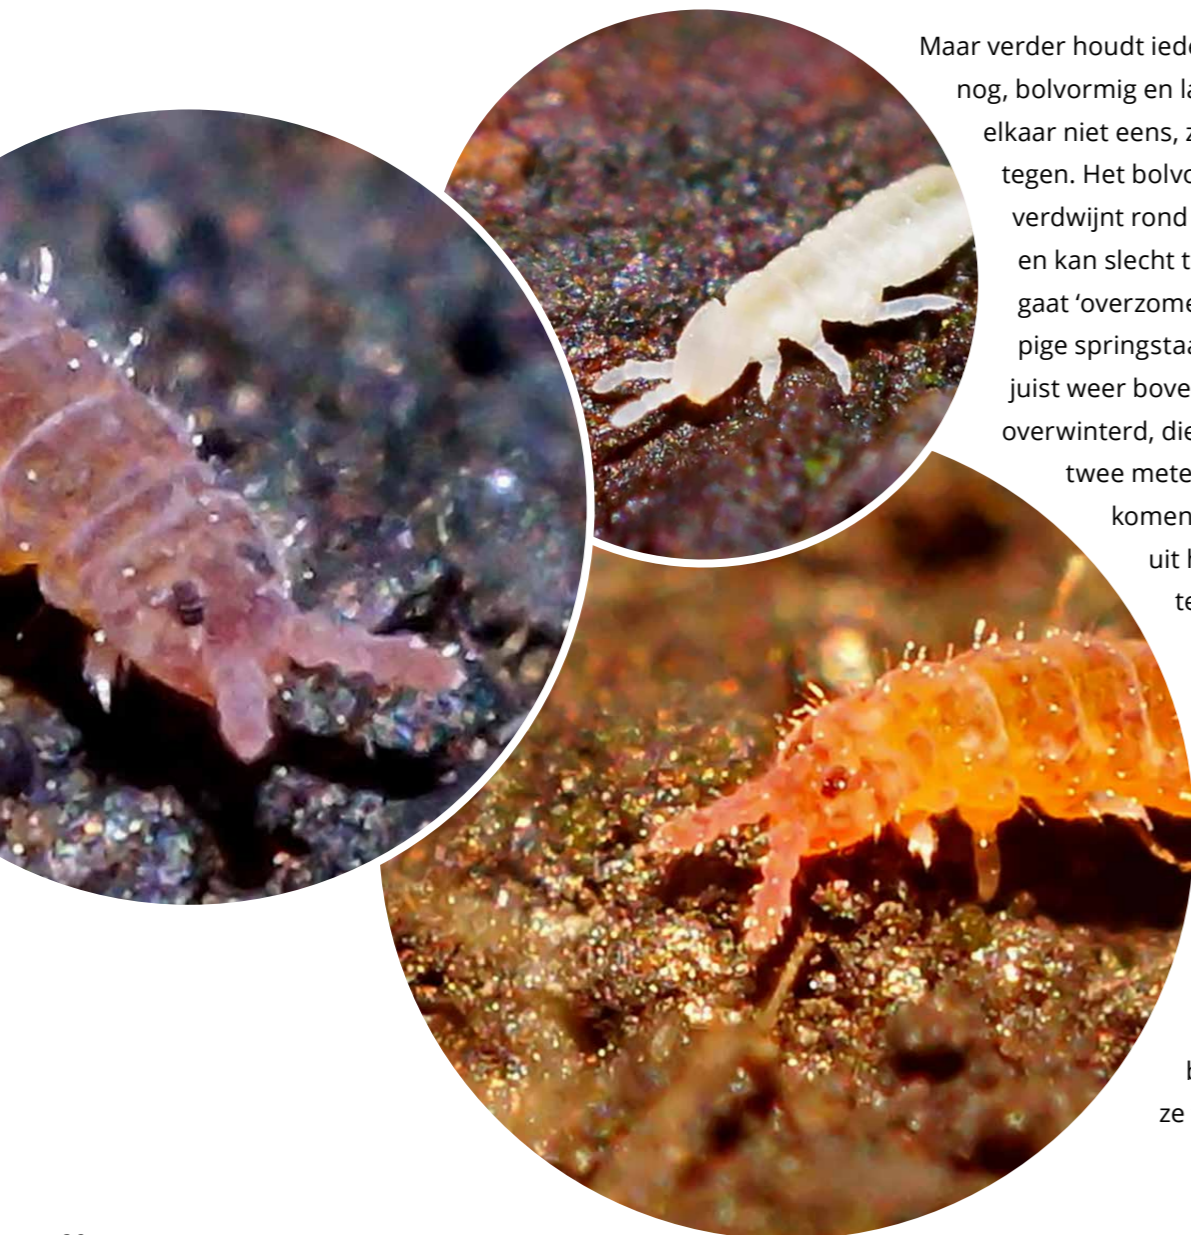 Maar verder houdt iede
nog, bolvormig en la
elkaar niet eens, z
tegen. Het bolvo
verdwijnt rond
en kan slecht t
gaat ‘overzome
pige springstaa
juist weer bove
overwinterd, die
twee mete
komen
uit h
te
b
ze